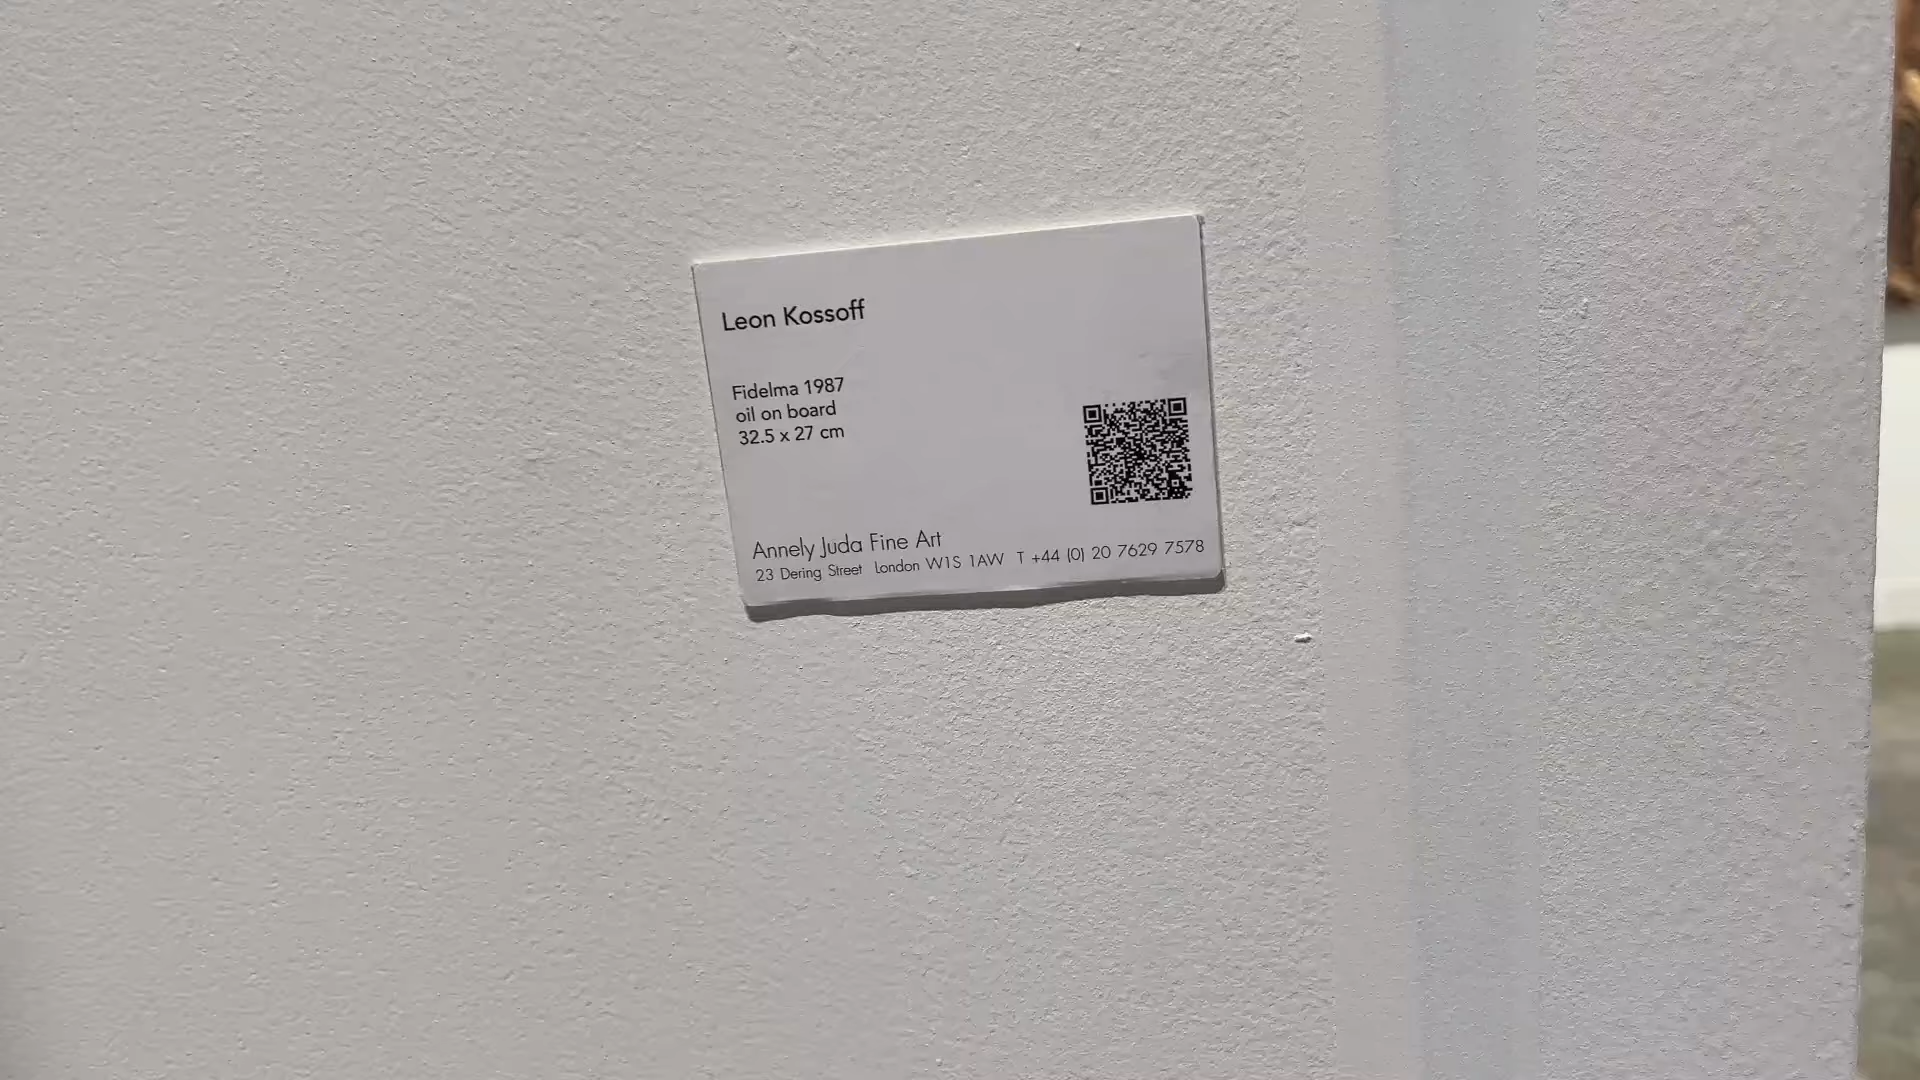 Leon Kossoff
Fidelma 1987
oil on board
32.5 x 27 cm
Annely Juda Fine Art
23 Dering Street London W1S 1AW T +44 (0) 20 7629 7578